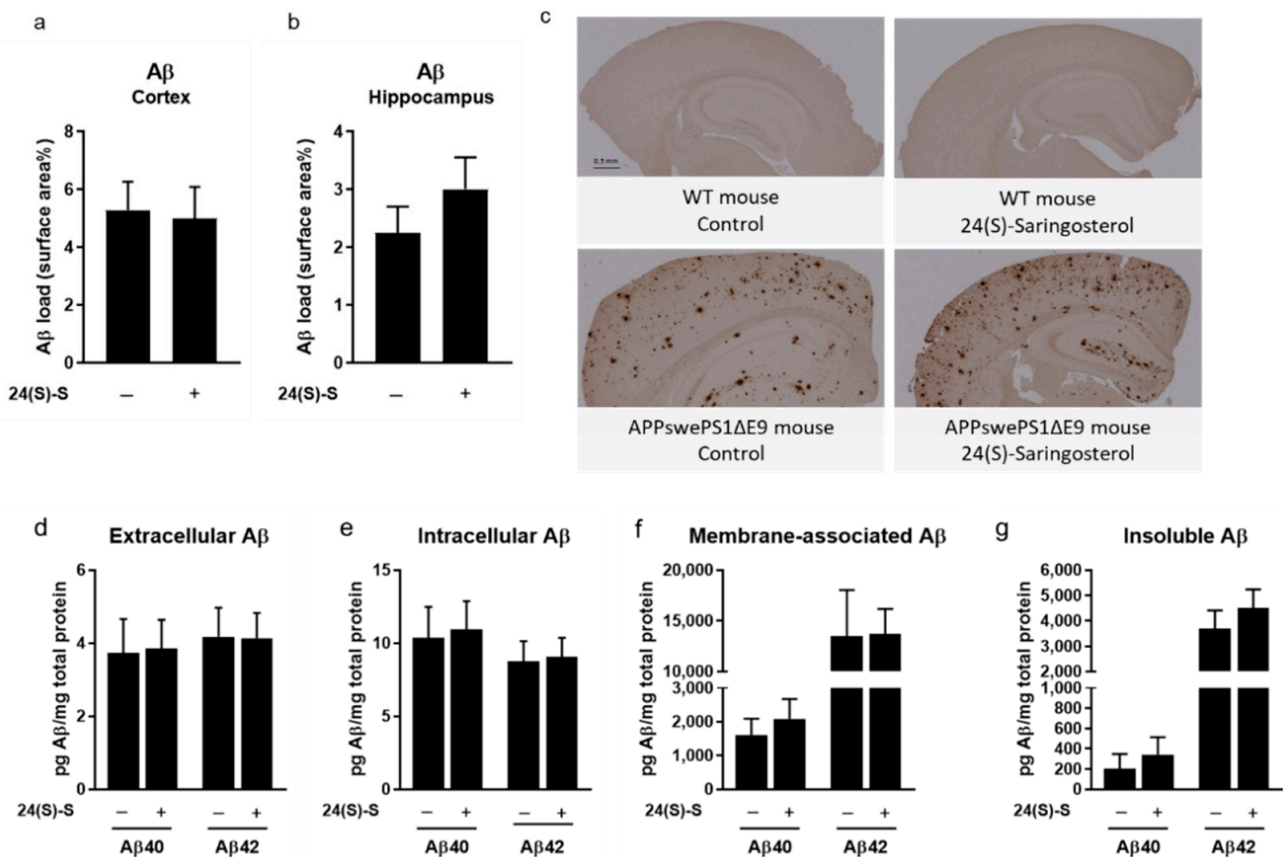 a
Aβ
Cortex
Aβ load (surface area%)
8
6
4
2
0
24(S)-S
–
+
b
Aβ
Hippocampus
Aβ load (surface area%)
4
3
2
1
0
24(S)-S
–
+
c
0.5 mm
WT mouse
Control
WT mouse
24(S)-Saringosterol
APPswePS1ΔE9 mouse
Control
APPswePS1ΔE9 mouse
24(S)-Saringosterol
d
Extracellular Aβ
pg Aβ/mg total protein
6
4
2
0
24(S)-S
– + – +
Aβ40 Aβ42
e
Intracellular Aβ
pg Aβ/mg total protein
15
10
5
0
24(S)-S
– + – +
Aβ40 Aβ42
f
Membrane-associated Aβ
pg Aβ/mg total protein
20,000
15,000
10,000
3,000
2,000
1,000
0
24(S)-S
– + – +
Aβ40 Aβ42
g
Insoluble Aβ
pg Aβ/mg total protein
6,000
5,000
4,000
3,000
2,000
1,000
800
600
400
200
24(S)-S
– + – +
Aβ40 Aβ42